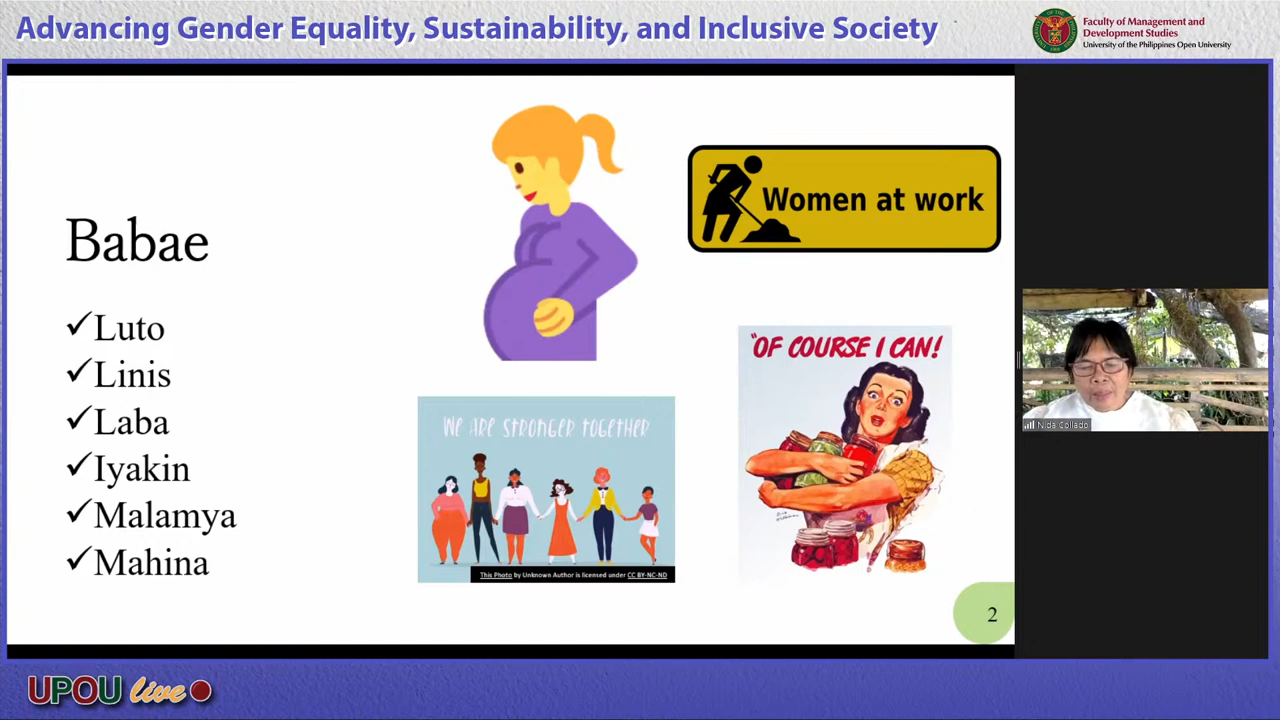 Advancing Gender Equality, Sustainability, and Inclusive Society
Faculty of Management and
Development Studies
University of the Philippines Open University
Babae
Luto
Linis
Laba
Iyakin
Malamya
Mahina
Women at work
WE ARE STRONGER TOGETHER
This Photo by Unknown Author is licensed under CC BY-NC-ND
"OF COURSE I CAN!
2
Nida Collado
UPOU live